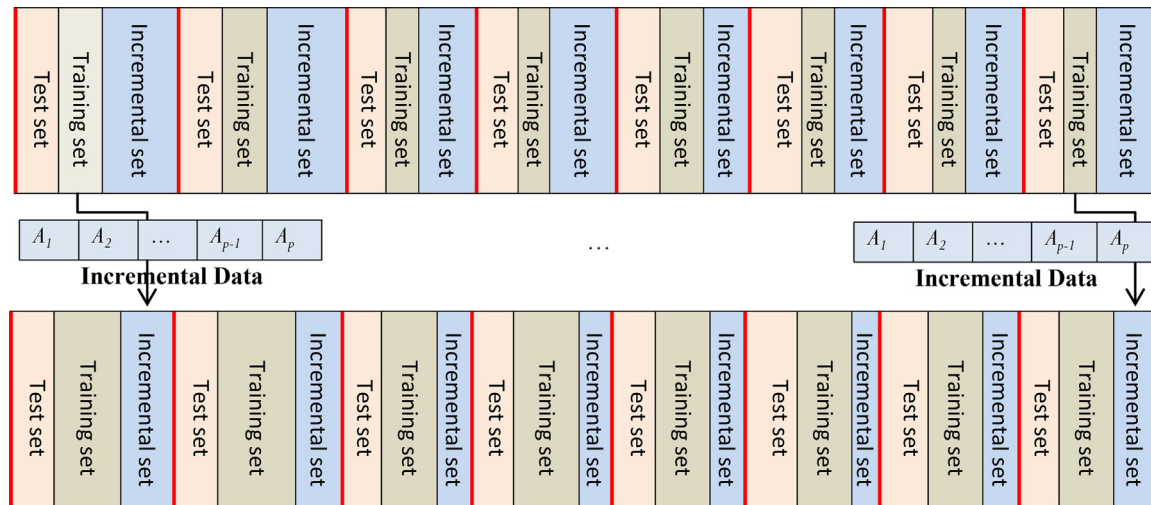 Test set
Training set
Incremental set
Test set
Training set
Incremental set
Test set
Training set
Incremental set
Test set
Training set
Incremental set
Test set
Training set
Incremental set
Test set
Training set
Incremental set
Test set
Training set
Incremental set
Test set
Training set
Incremental set
A1 A2 ... Ap-1 Ap
Incremental Data
...
A1 A2 ... Ap-1 Ap
Incremental Data
Test set
Training set
Incremental set
Test set
Training set
Incremental set
Test set
Training set
Incremental set
Test set
Training set
Incremental set
Test set
Training set
Incremental set
Test set
Training set
Incremental set
Test set
Training set
Incremental set
Test set
Training set
Incremental set